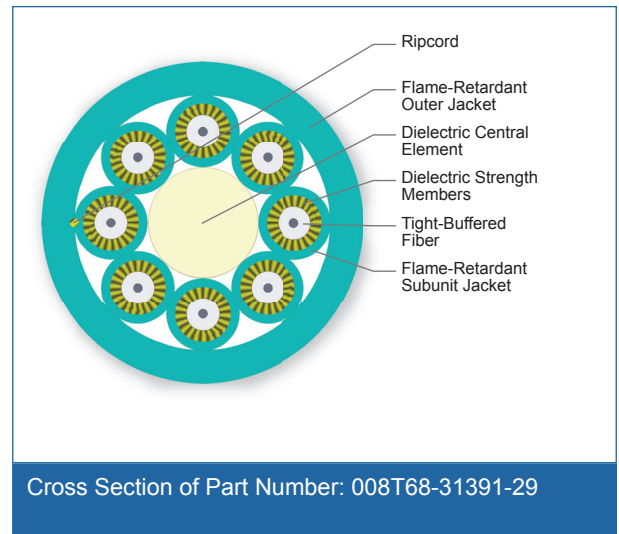 Ripcord
Flame-Retardant
Outer Jacket
Dielectric Central
Element
Dielectric Strength
Members
Tight-Buffered
Fiber
Flame-Retardant
Subunit Jacket
Cross Section of Part Number: 008T68-31391-29